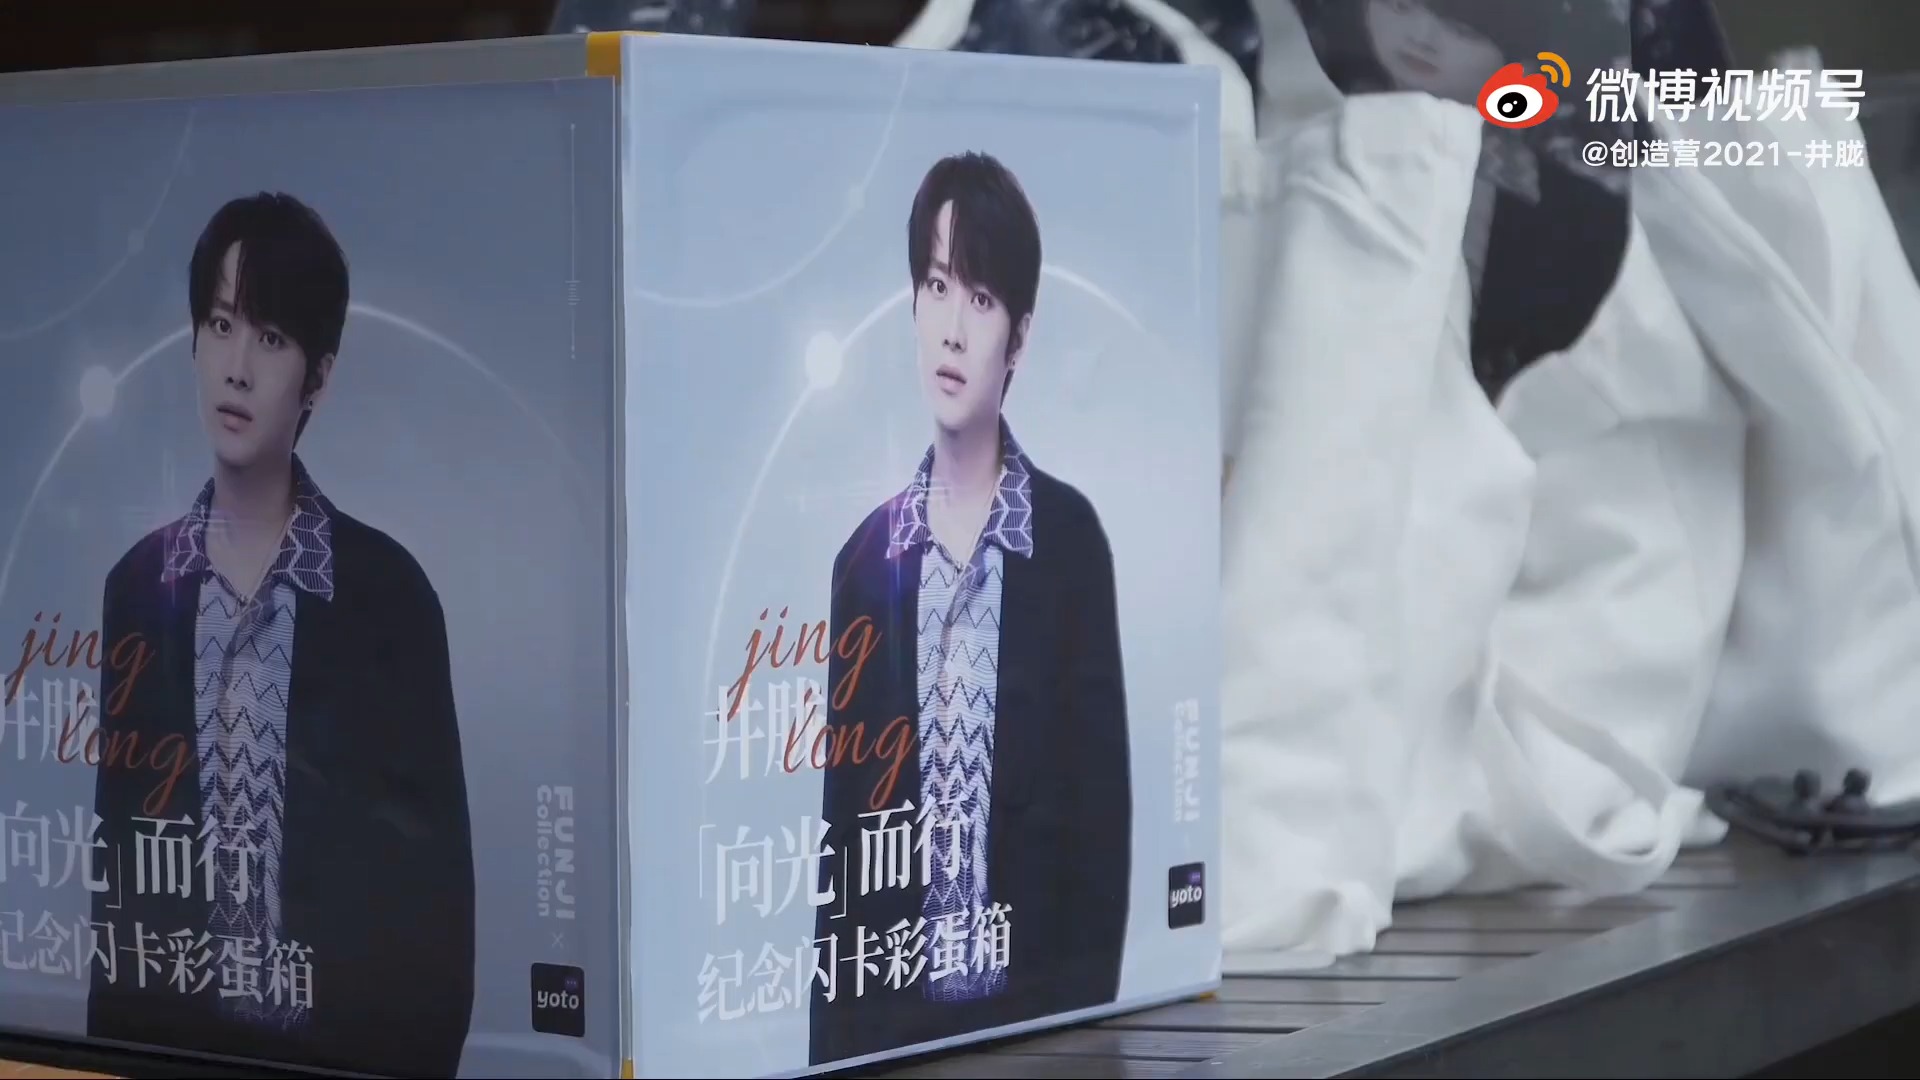 微博视频号
@创造营2021-井胧
jing
井胧
long
「向光」而行
纪念闪卡彩蛋箱
FUNJI
Collection
×
yoto
jing
井胧
long
「向光」而行
纪念闪卡彩蛋箱
FUNJI
Collection
yoto